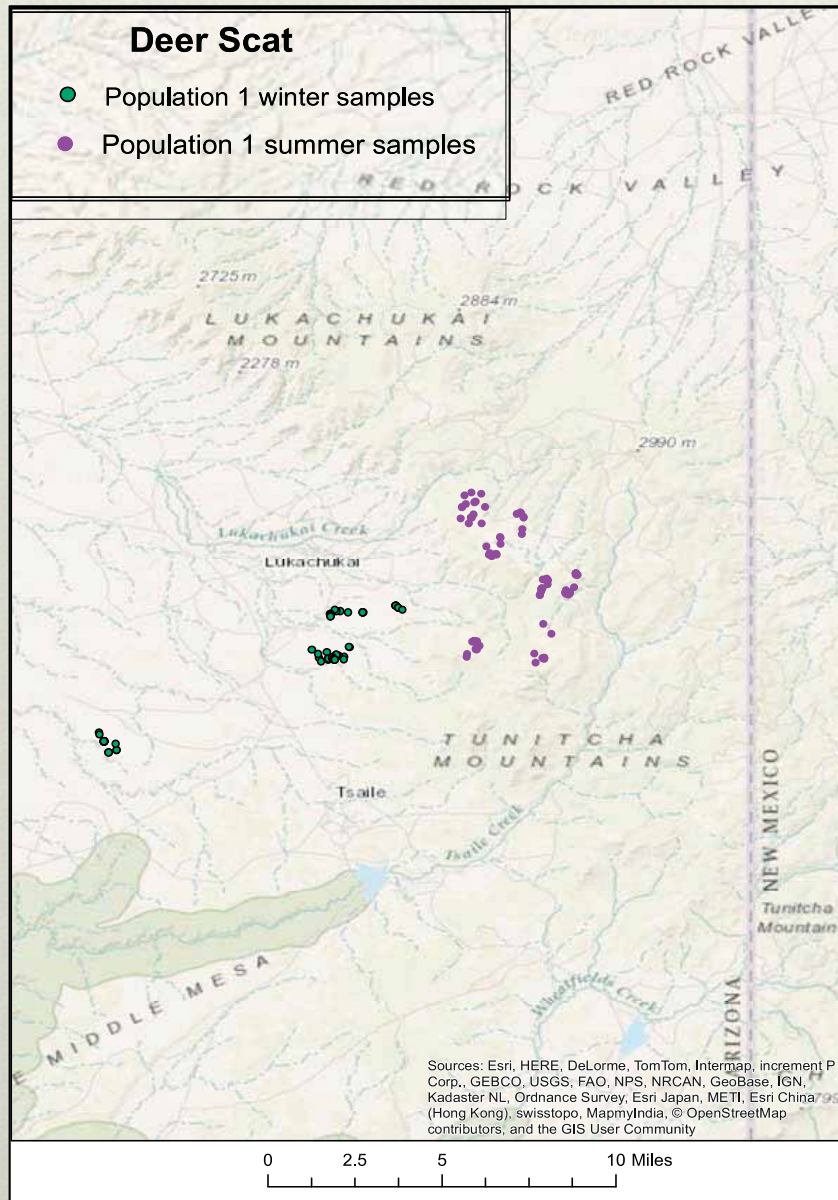 Deer Scat
Population 1 winter samples
Population 1 summer samples
RED ROCK VALLE
RED ROCK VALLEY
2725 m
2884 m
LUKACHUKAI
MOUNTAINS
2278 m
2990 m
Lukachukai Creek
Lukachukai
TUNITCHA
MOUNTAINS
Tsaile
Tsaile Creek
NEW MEXICO
ARIZONA
Tunitcha
Mountain
E MIDDLE MESA
Wheatfields Creek
Sources: Esri, HERE, DeLorme, TomTom, Intermap, increment P
Corp., GEBCO, USGS, FAO, NPS, NRCAN, GeoBase, IGN,
Kadaster NL, Ordnance Survey, Esri Japan, METI, Esri China
(Hong Kong), swisstopo, MapmyIndia, © OpenStreetMap
contributors, and the GIS User Community
0 2.5 5 10 Miles